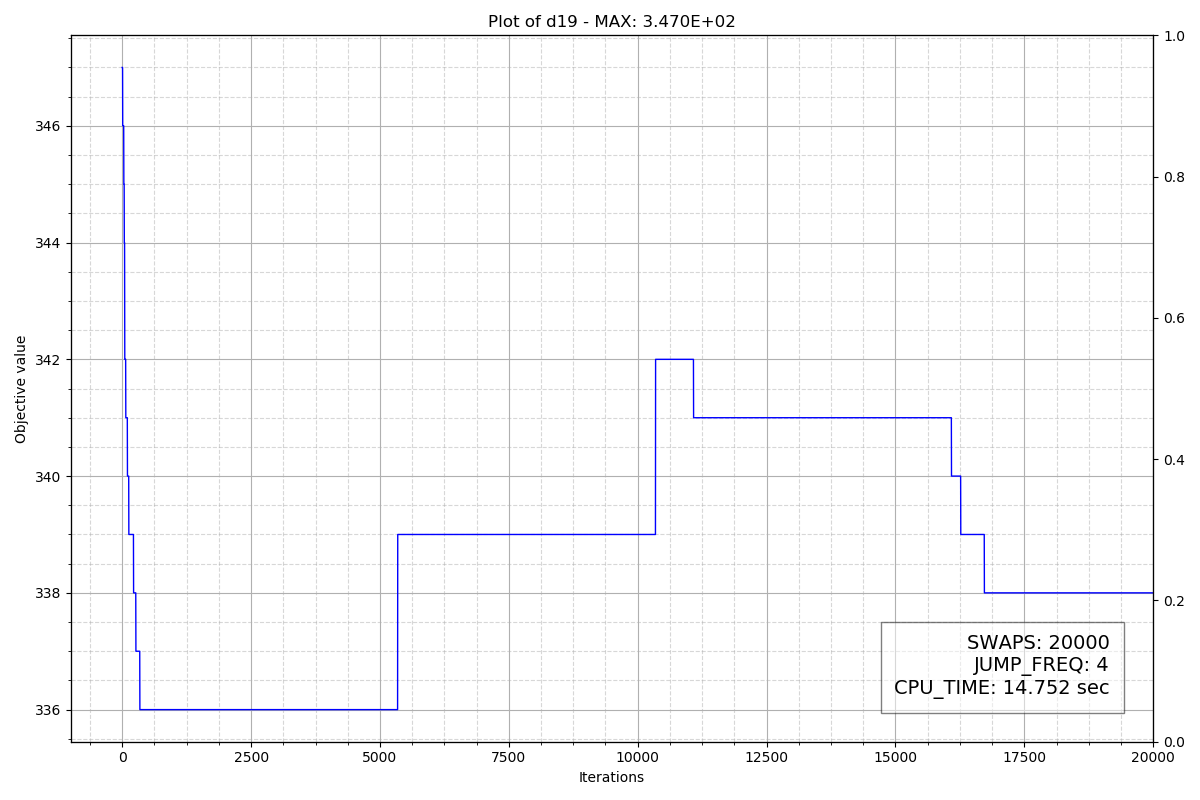 Plot of d19 - MAX: 3.470E+02
Objective value
346
344
342
340
338
336
1.0
0.8
0.6
0.4
0.2
0.0
SWAPS: 20000
JUMP_FREQ: 4
CPU_TIME: 14.752 sec
0 2500 5000 7500 10000 12500 15000 17500 20000
Iterations